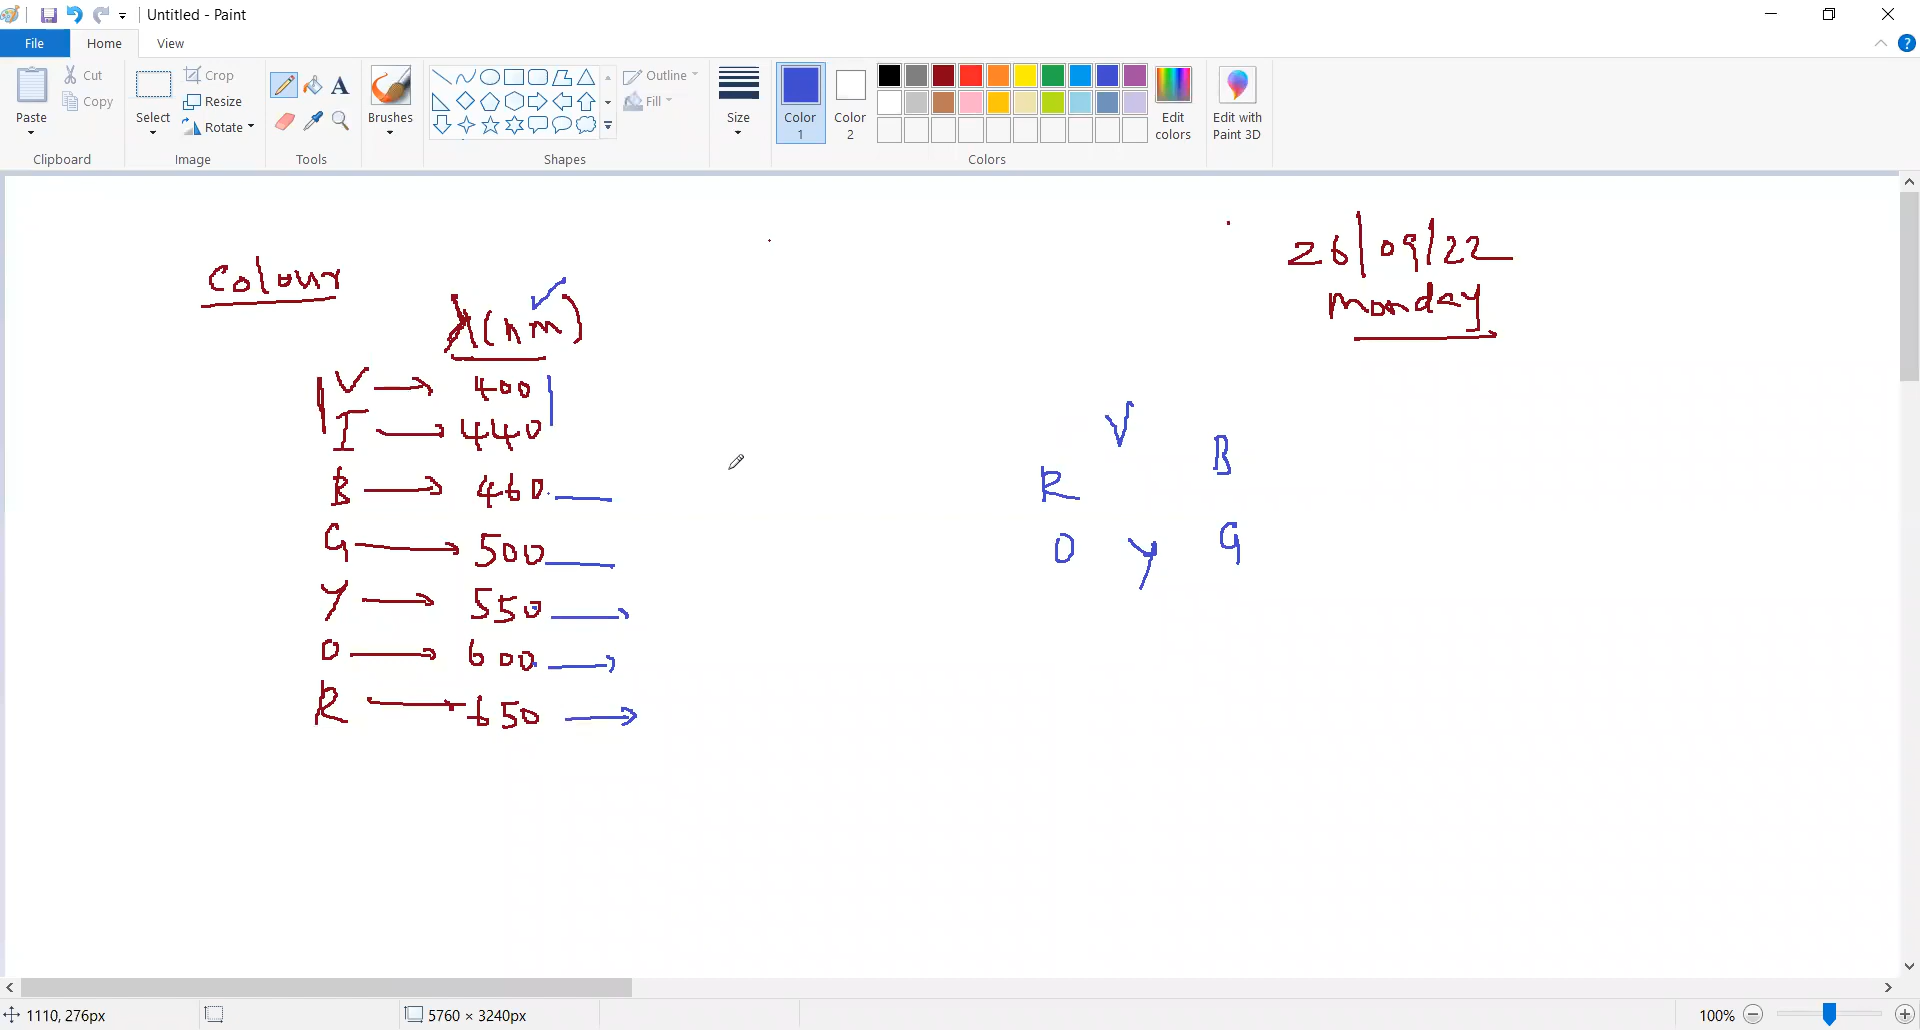 Untitled - Paint
File Home View
Paste
Cut
Copy
Clipboard
Select
Crop
Resize
Rotate
Image
Tools
Brushes
Outline
Fill
Shapes
Size
Color 1
Color 2
Edit colors
Colors
Edit with Paint 3D
26/09/22
Monday
Colour
λ(nm)
V → 400
I → 440
B → 460
G → 500
Y → 550
O → 600
R → 650
V
B
R
O Y G
1110, 276px
5760 × 3240px
100%